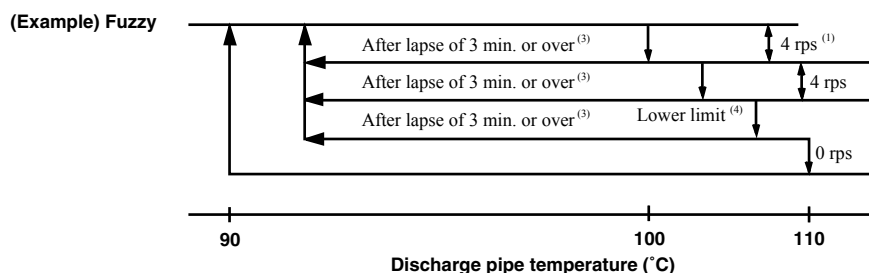 (Example) Fuzzy
After lapse of 3 min. or over (3)
4 rps (1)
After lapse of 3 min. or over (3)
4 rps
After lapse of 3 min. or over (3)
Lower limit (4)
0 rps
90
100
110
Discharge pipe temperature (˚C)